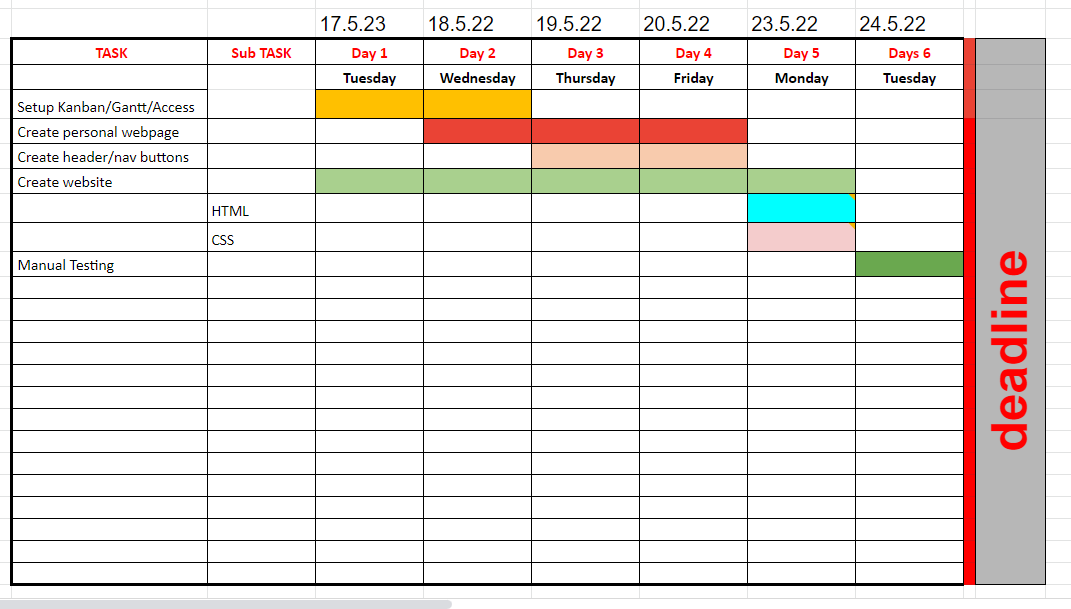 17.5.23 18.5.22 19.5.22 20.5.22 23.5.22 24.5.22
TASK Sub TASK Day 1 Day 2 Day 3 Day 4 Day 5 Days 6
Tuesday Wednesday Thursday Friday Monday Tuesday
Setup Kanban/Gantt/Access
Create personal webpage
Create header/nav buttons
Create website
HTML
CSS
Manual Testing
deadline